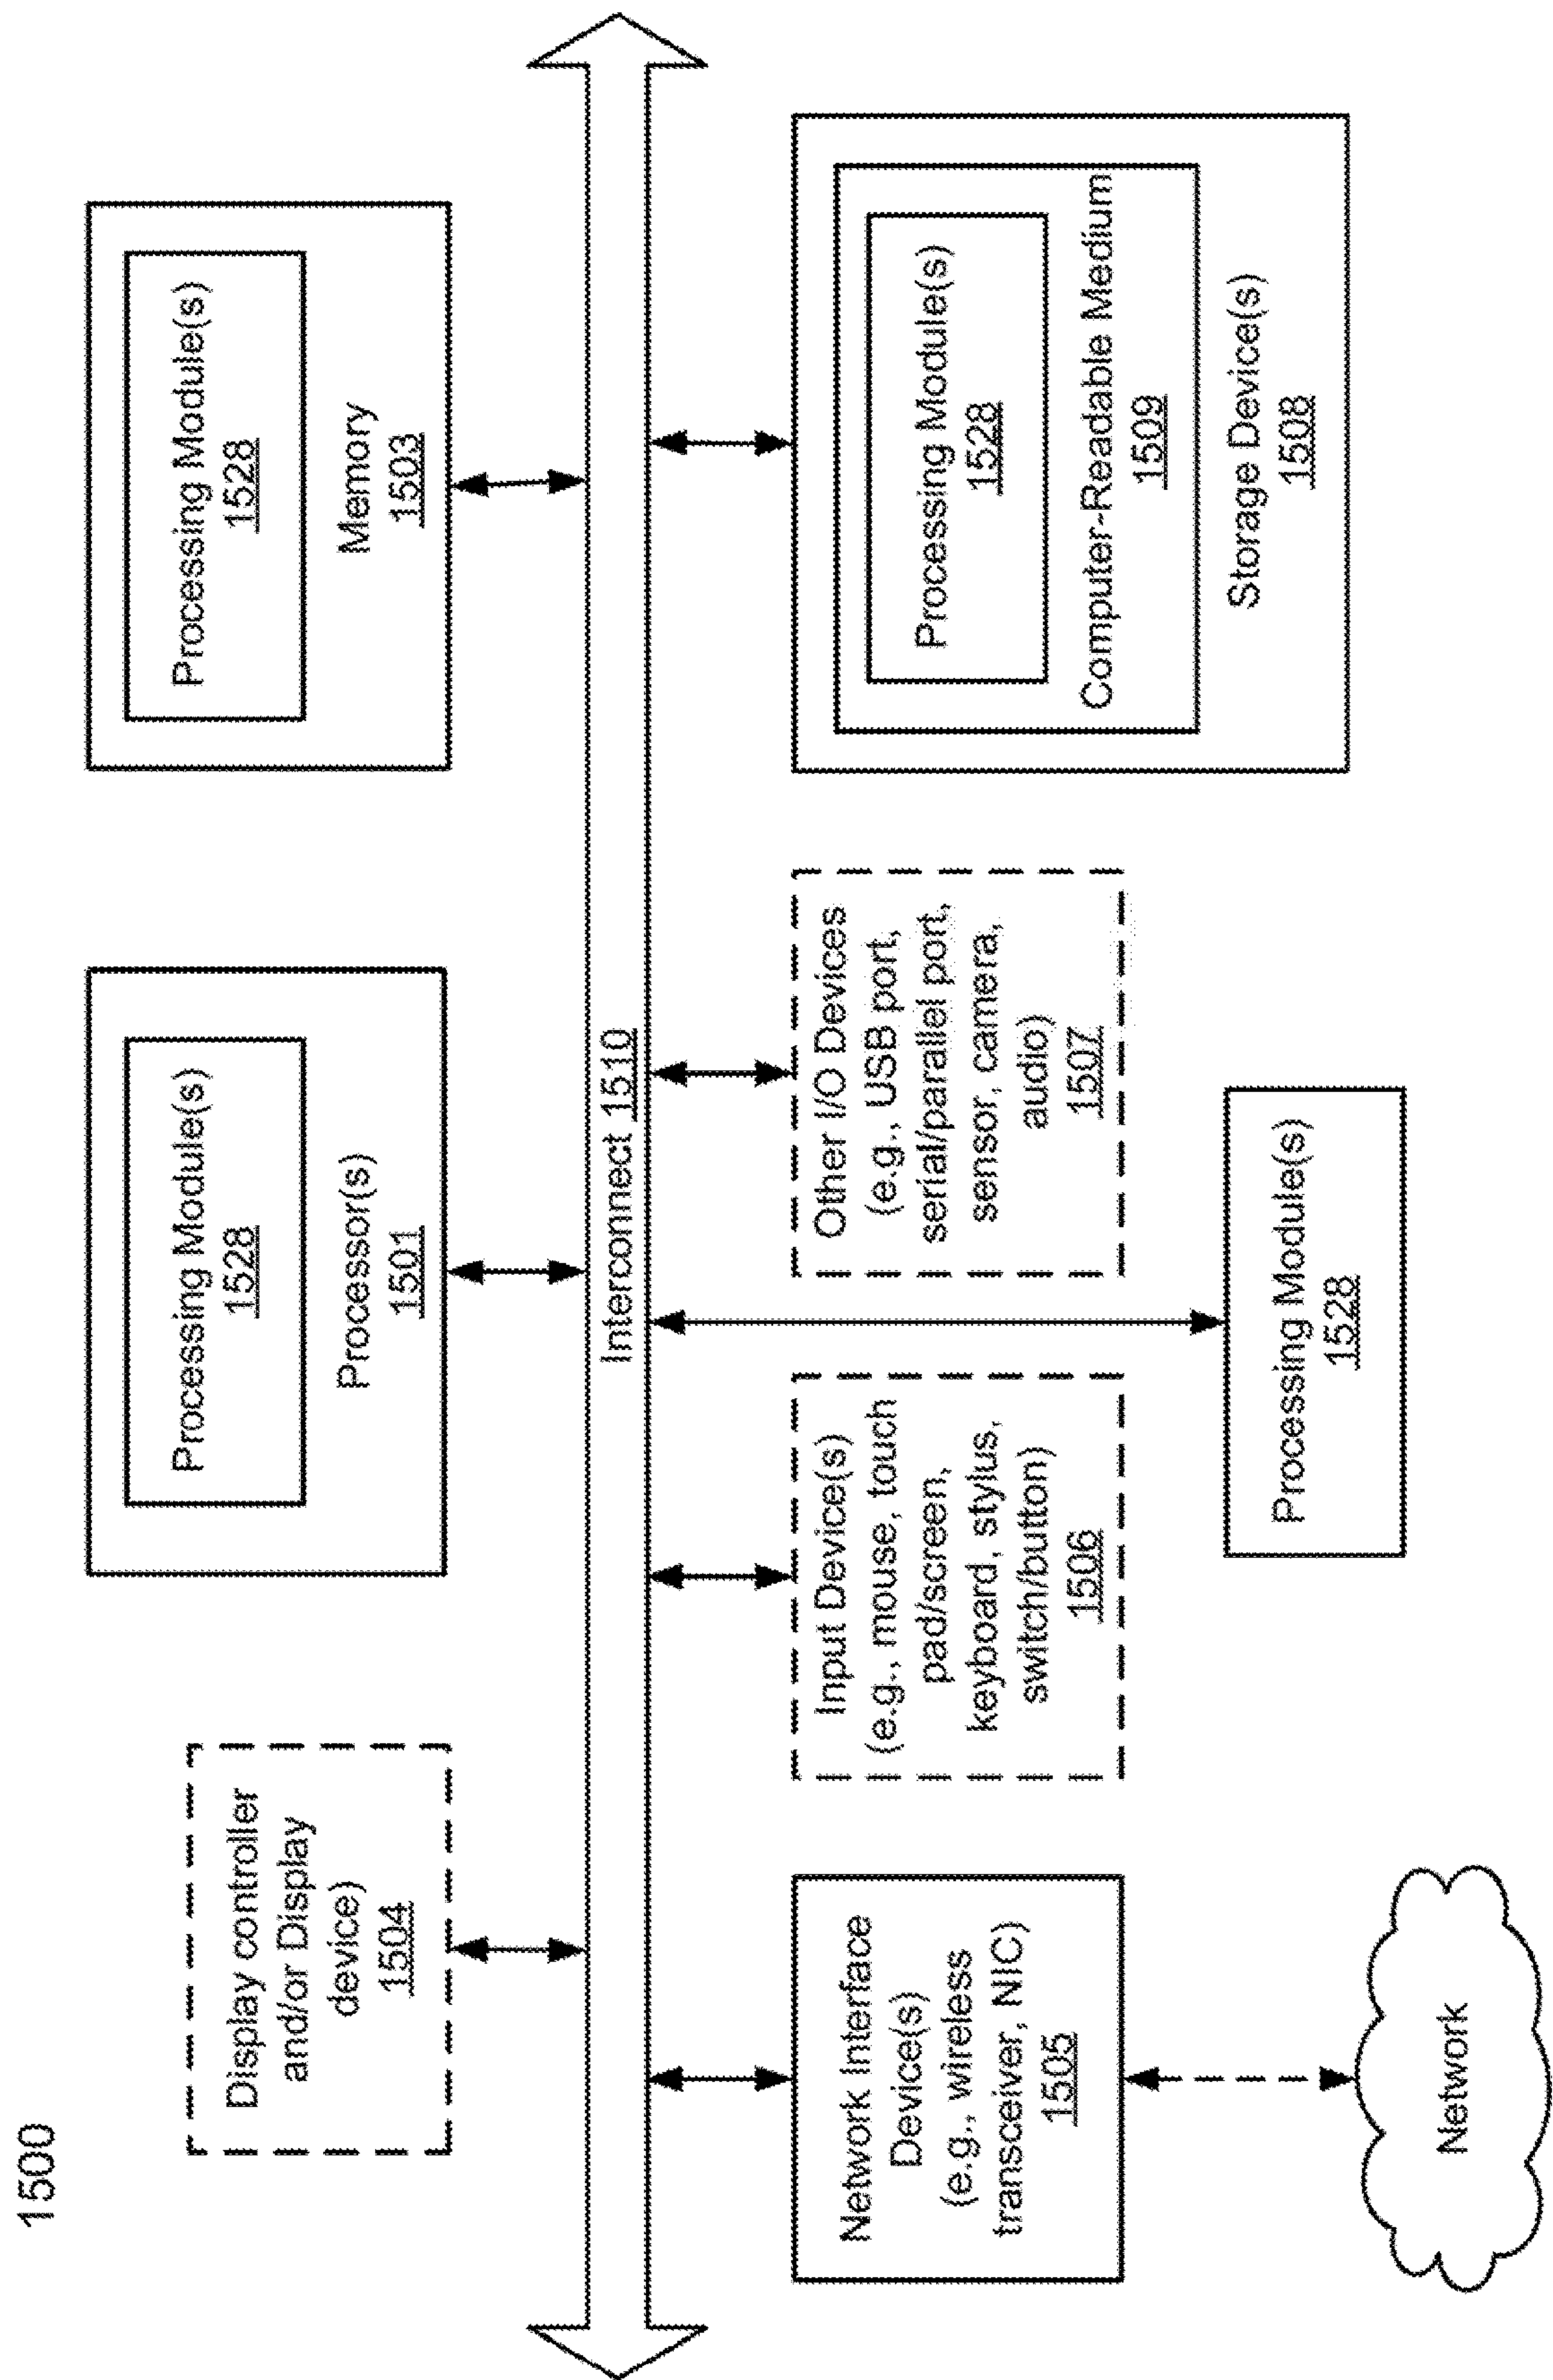 1500
Display controller
and/or Display
device)
1504
Processing Module(s)
1528
Processor(s)
1501
Processing Module(s)
1528
Memory
1503
Interconnect 1510
Network Interface
Device(s)
(e.g., wireless
transceiver, NIC)
1505
Input Device(s)
(e.g., mouse, touch
pad/screen,
keyboard, stylus,
switch/button)
1506
Other I/O Devices
(e.g., USB port,
serial/parallel port,
sensor, camera,
audio)
1507
Processing Module(s)
1528
Computer-Readable Medium
1509
Storage Device(s)
1508
Processing Module(s)
1528
Network